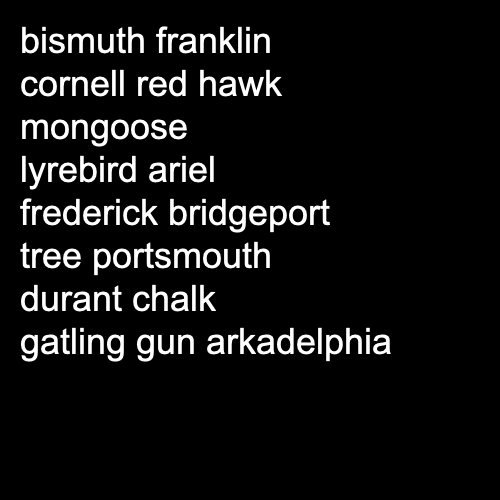 bismuth franklin
cornell red hawk
mongoose
lyrebird ariel
frederick bridgeport
tree portsmouth
durant chalk
gatling gun arkadelphia